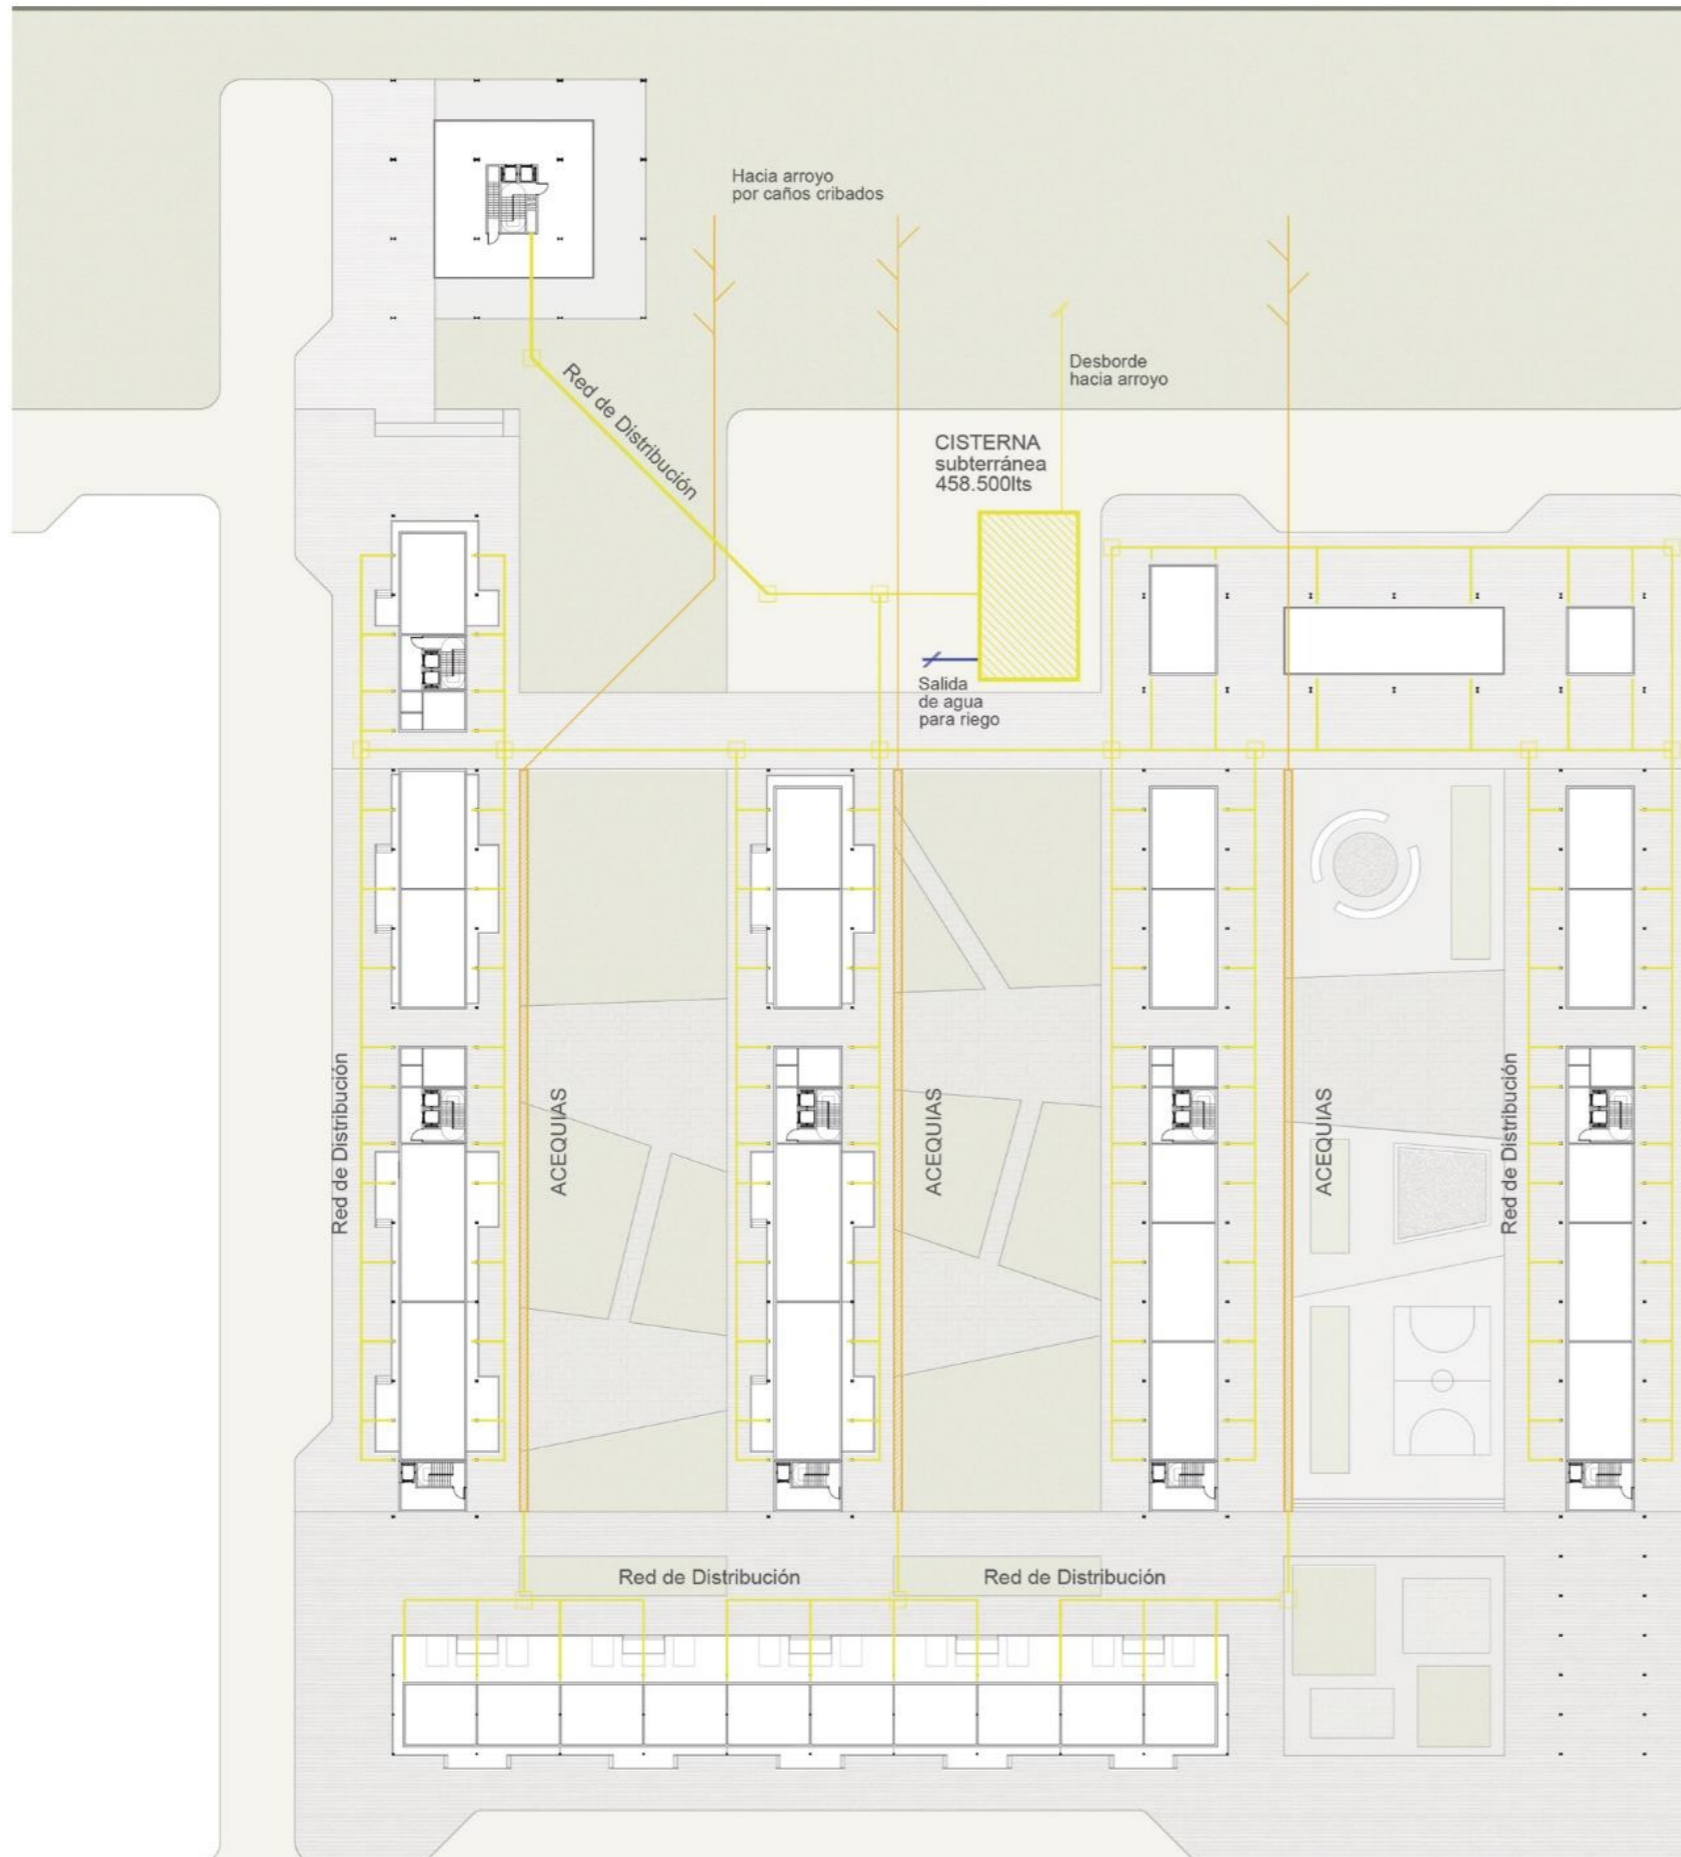 Hacia arroyo
por caños cribados
Red de Distribución
Desborde
hacia arroyo
CISTERNA
subterránea
458.500lts
Salida
de agua
para riego
Red de Distribución
ACEQUIAS
ACEQUIAS
ACEQUIAS
Red de Distribución
Red de Distribución
Red de Distribución